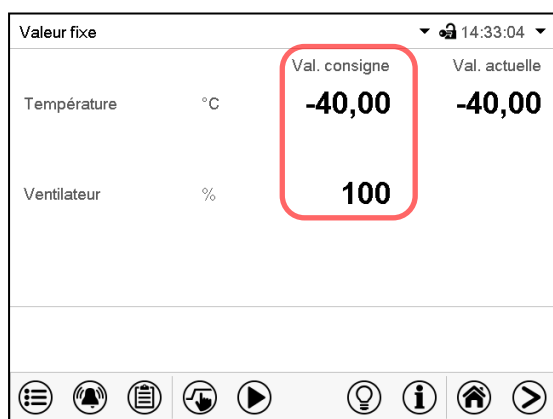 Valeur fixe 14:33:04
Val. consigne Val. actuelle
Température °C -40,00 -40,00
Ventilateur % 100